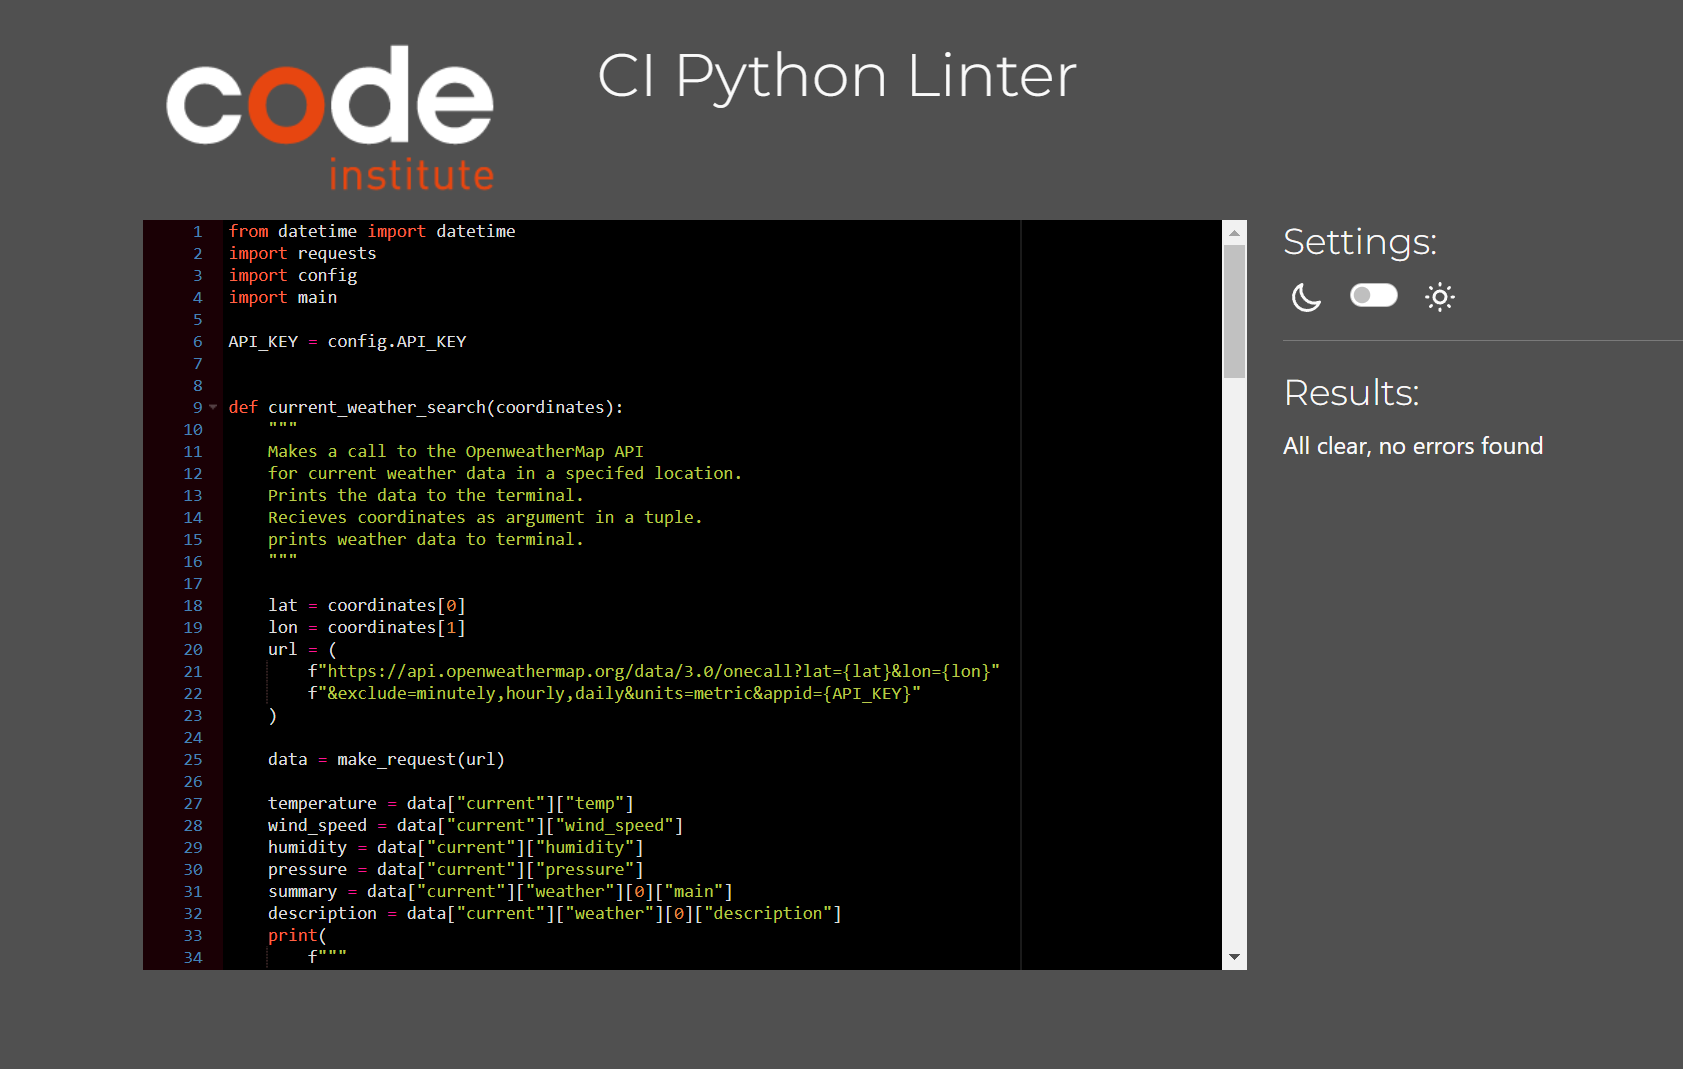 code
institute
CI Python Linter
1 from datetime import datetime
2 import requests
3 import config
4 import main
5
6 API_KEY = config.API_KEY
7
8
9 def current_weather_search(coordinates):
10     """
11     Makes a call to the OpenweatherMap API
12     for current weather data in a specifed location.
13     Prints the data to the terminal.
14     Recieves coordinates as argument in a tuple.
15     prints weather data to terminal.
16     """
17
18     lat = coordinates[0]
19     lon = coordinates[1]
20     url = (
21         f"https://api.openweathermap.org/data/3.0/onecall?lat={lat}&lon={lon}"
22         f"&exclude=minutely,hourly,daily&units=metric&appid={API_KEY}"
23     )
24
25     data = make_request(url)
26
27     temperature = data["current"]["temp"]
28     wind_speed = data["current"]["wind_speed"]
29     humidity = data["current"]["humidity"]
30     pressure = data["current"]["pressure"]
31     summary = data["current"]["weather"][0]["main"]
32     description = data["current"]["weather"][0]["description"]
33     print(
34         f"""
Settings:
Results:
All clear, no errors found